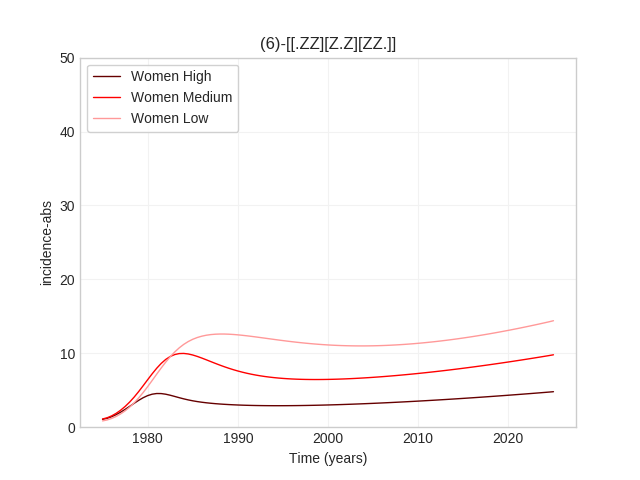 (6)-[[.ZZ][Z.Z][ZZ.]]
Women High
Women Medium
Women Low
50
40
30
20
10
0
incidence-abs
1980
1990
2000
2010
2020
Time (years)